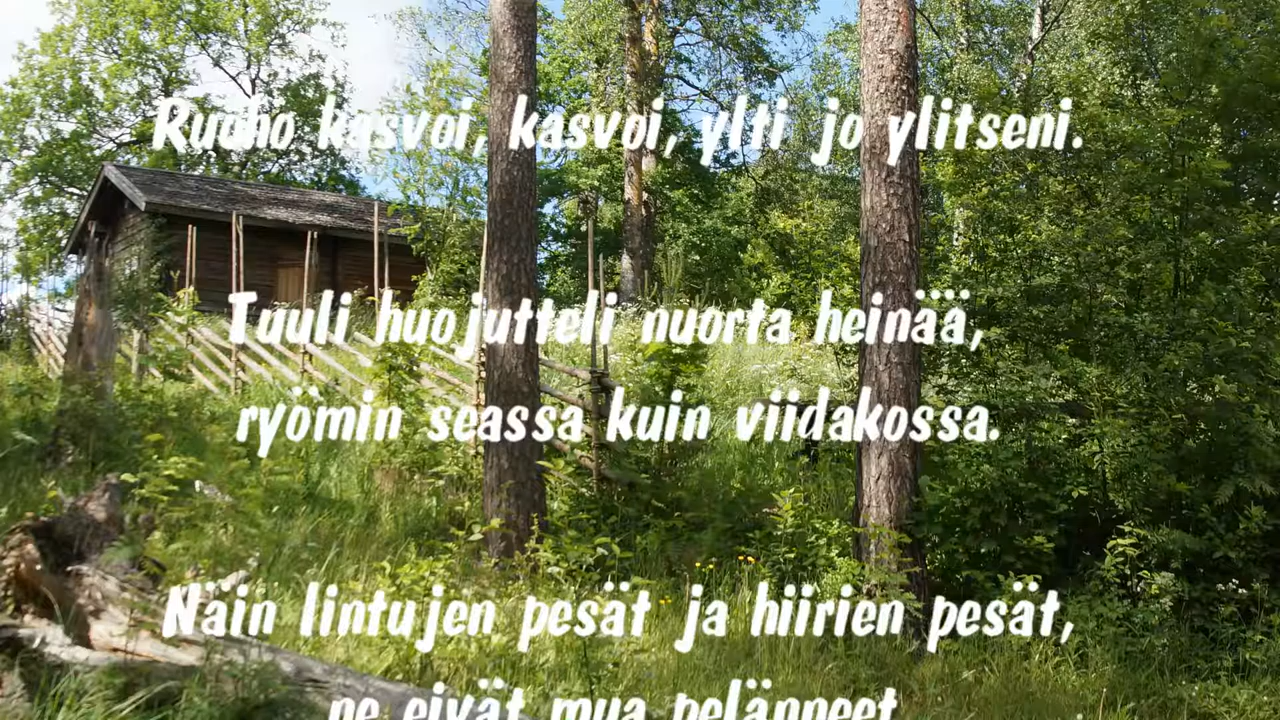 Ruoho kasvoi, kasvoi, ylti jo ylitseni.
Tuuli huojutteli nuorta heinää,
ryömin seassa kuin viidakossa.
Näin lintujen pesät ja hiirien pesät,
ne eivät mua pelänneet